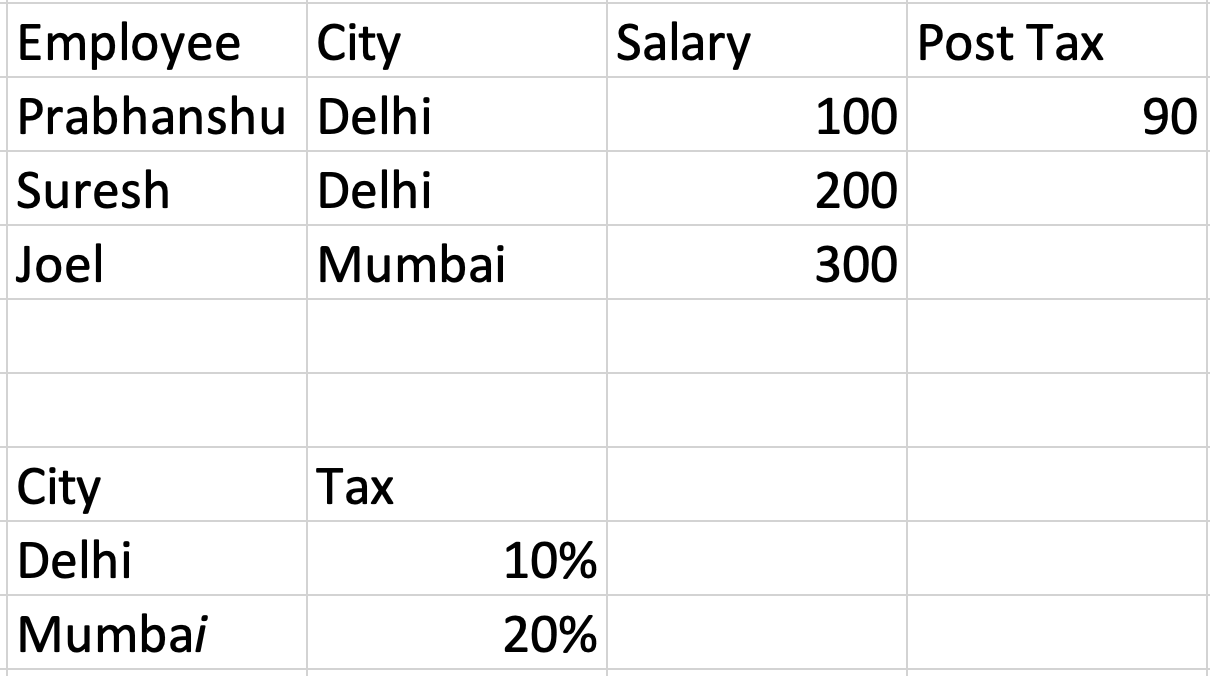 Employee City Salary Post Tax
Prabhanshu Delhi 100 90
Suresh Delhi 200
Joel Mumbai 300
City Tax
Delhi 10%
Mumbai 20%